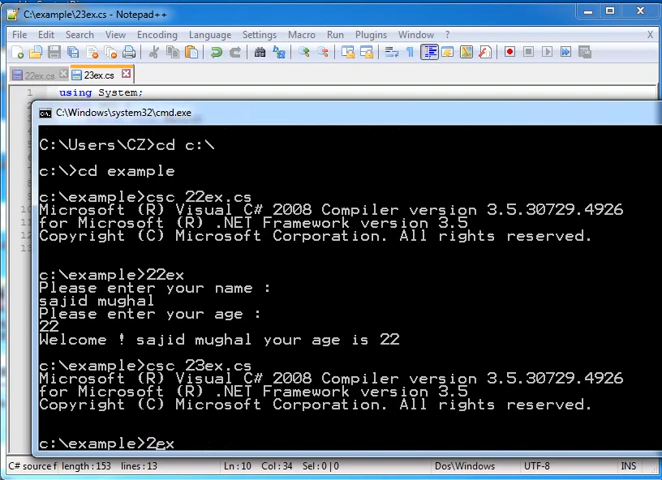 C:\example\23ex.cs - Notepad++
File Edit Search View Encoding Language Settings Macro Run Plugins Window ? X
22ex.cs 23ex.cs
1 using System;
C:\Windows\system32\cmd.exe
C:\Users\CZ>cd c:\
c:\>cd example
c:\example>csc 22ex.cs
Microsoft (R) Visual C# 2008 Compiler version 3.5.30729.4926
for Microsoft (R) .NET Framework version 3.5
Copyright (C) Microsoft Corporation. All rights reserved.
c:\example>22ex
Please enter your name :
sajid mughal
Please enter your age :
22
Welcome ! sajid mughal your age is 22
c:\example>csc 23ex.cs
Microsoft (R) Visual C# 2008 Compiler version 3.5.30729.4926
for Microsoft (R) .NET Framework version 3.5
Copyright (C) Microsoft Corporation. All rights reserved.
c:\example>2ex
C# source f length : 153 lines : 13 Ln : 10 Col : 34 Sel : 0 | 0 Dos\Windows UTF-8 INS